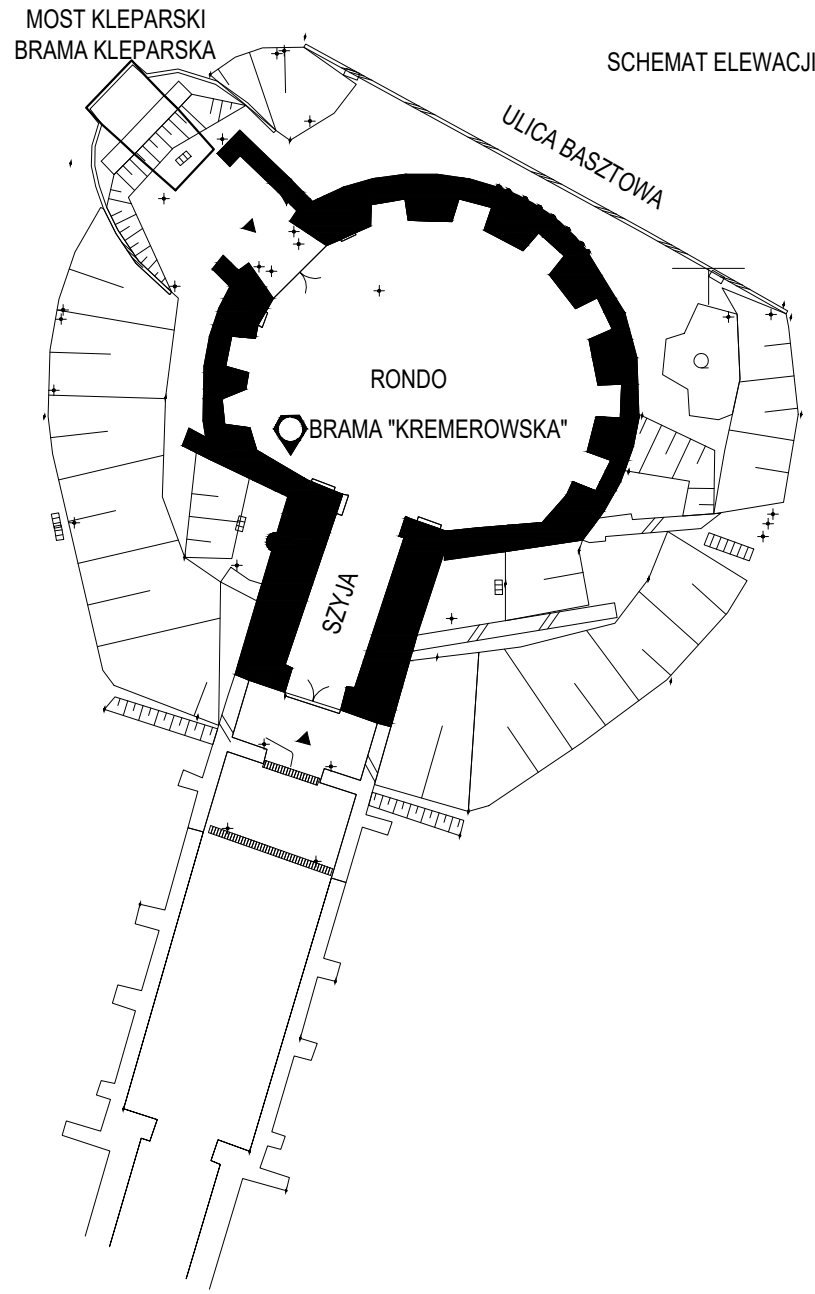 MOST KLEPARSKI
BRAMA KLEPARSKA
SCHEMAT ELEWACJI
ULICA BASZTOWA
RONDO
BRAMA "KREMEROWSKA"
SZYJA